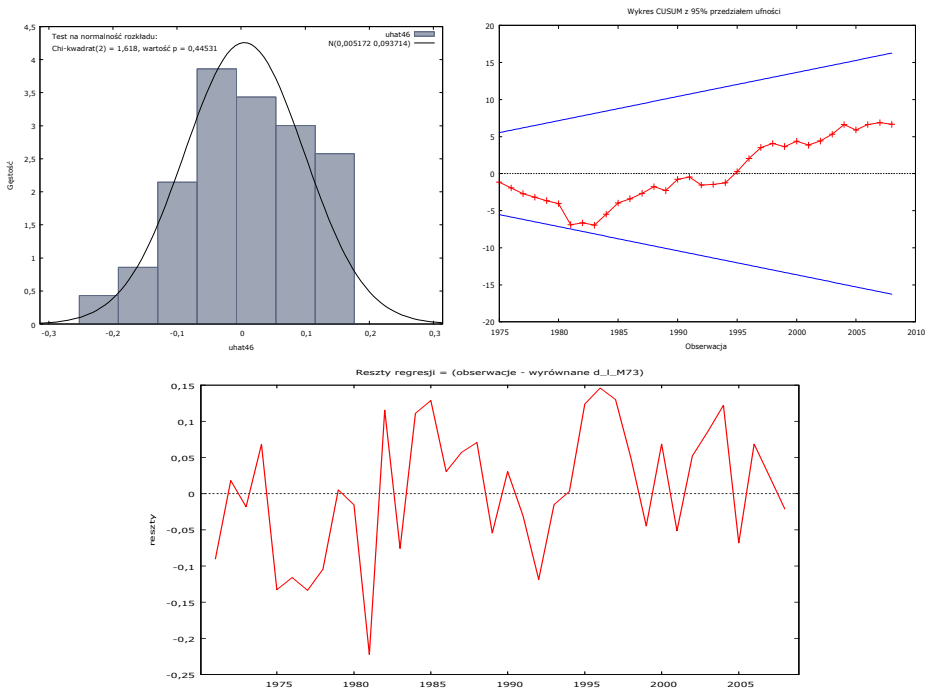 Test na normalność rozkładu:
Chi-kwadrat(2) = 1,618, wartość p = 0,44531
uhat46
N(0,005172 0,093714)
4,5
4
3,5
3
2,5
2
1,5
1
0,5
0
Gęstość
-0,3 -0,2 -0,1 0 0,1 0,2 0,3
uhat46
Wykres CUSUM z 95% przedziałem ufności
20
15
10
5
0
-5
-10
-15
-20
1975 1980 1985 1990 1995 2000 2005 2010
Obserwacja
Reszty regresji = (obserwacje - wyrównane d_l_M73)
0,15
0,1
0,05
0
-0,05
-0,1
-0,15
-0,2
-0,25
reszty
1975 1980 1985 1990 1995 2000 2005